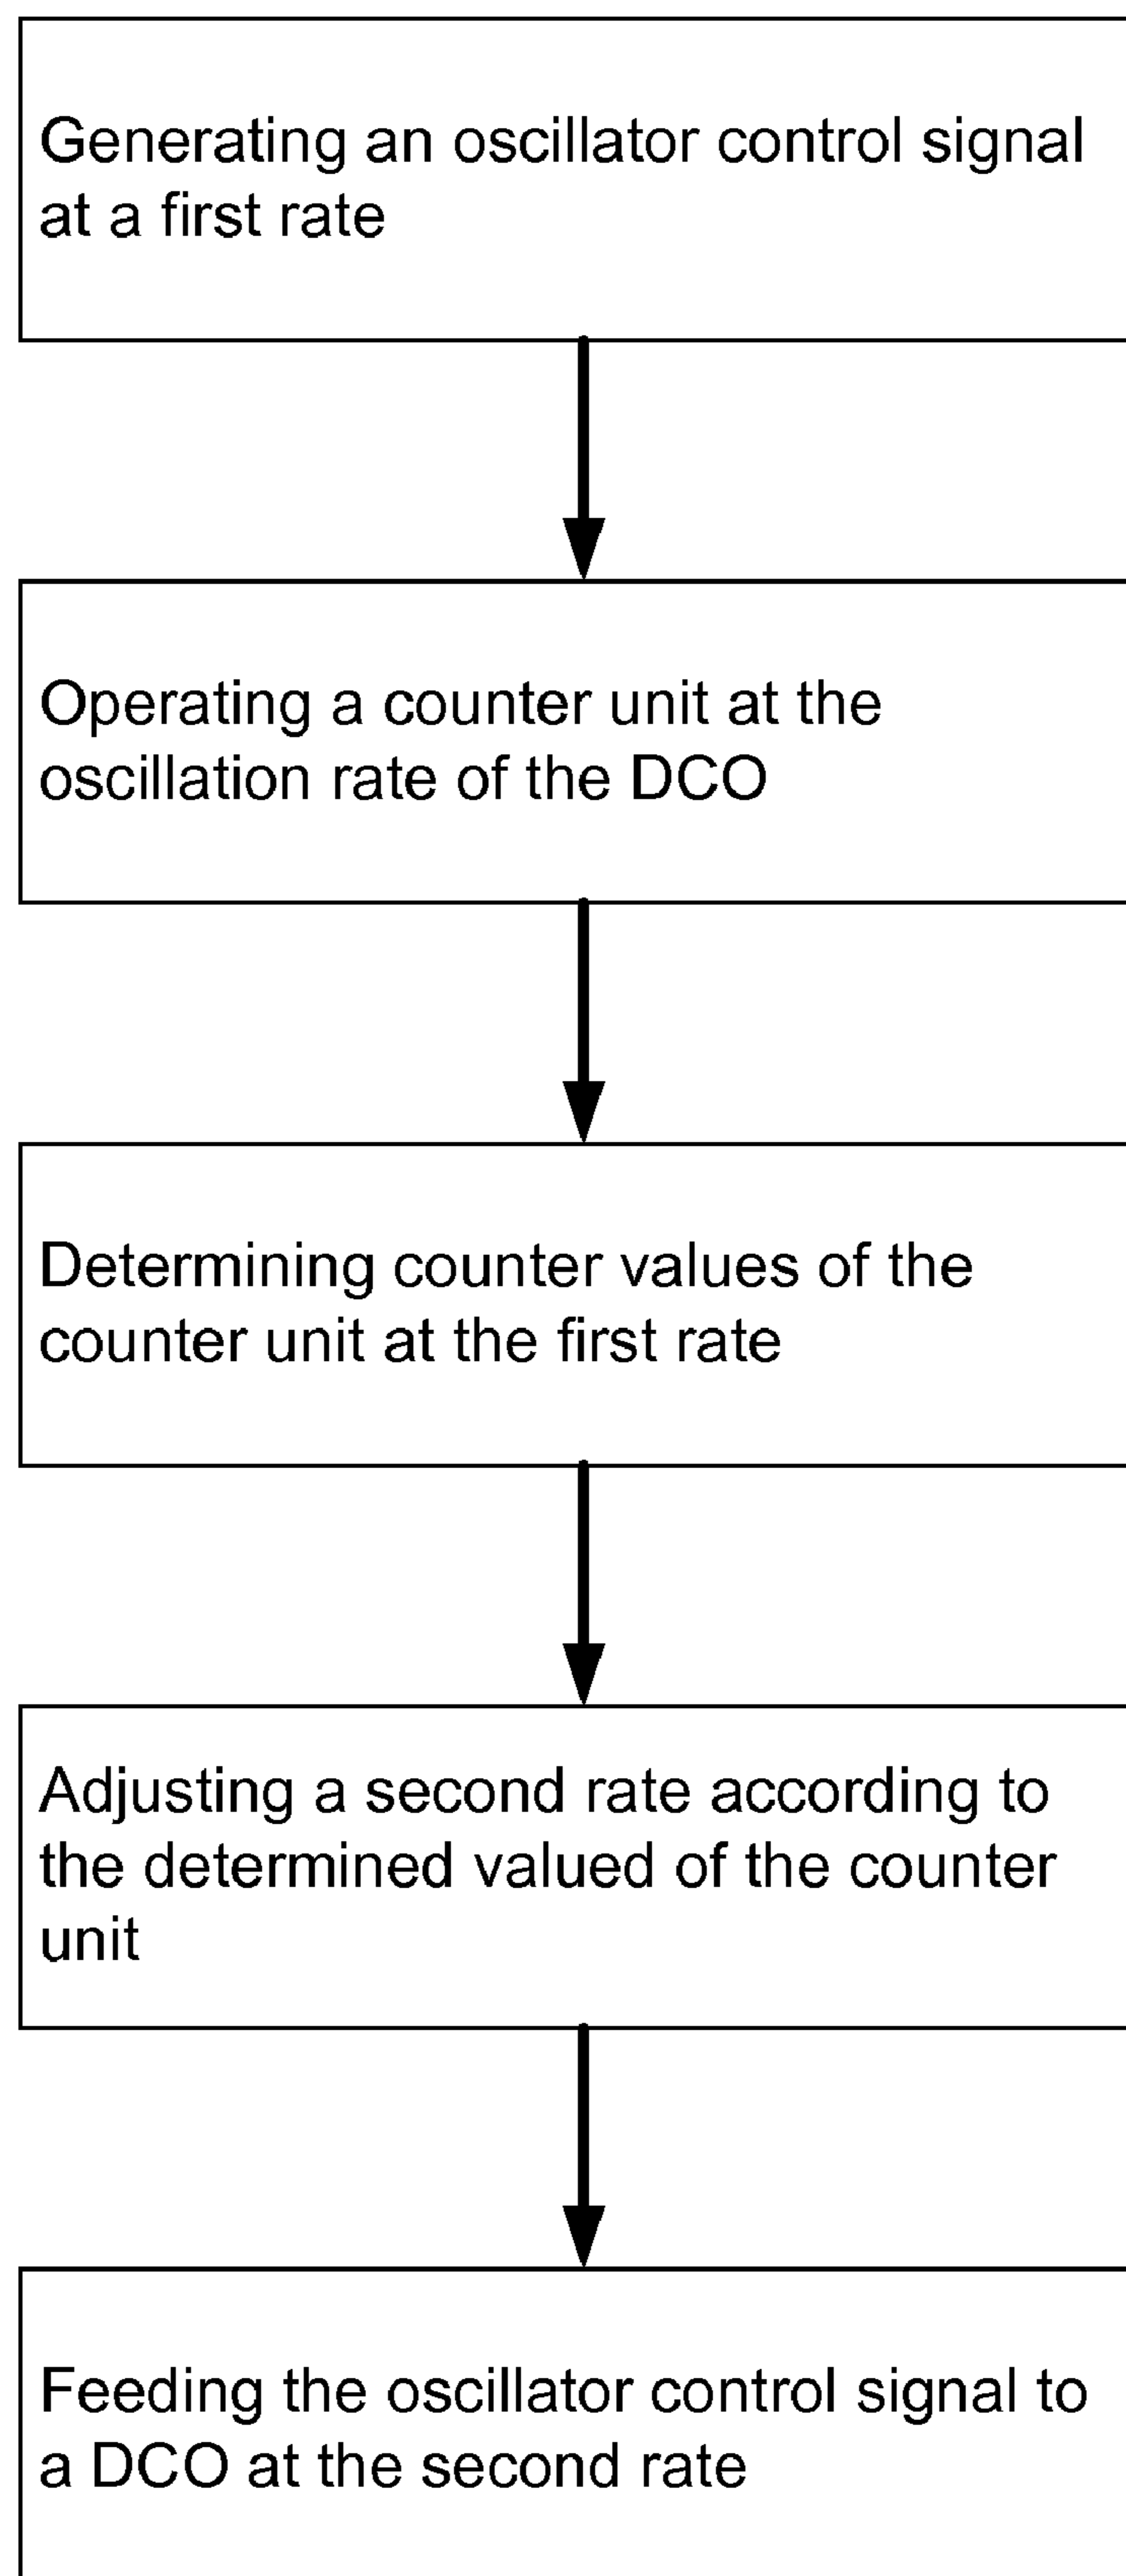 Generating an oscillator control signal
at a first rate
Operating a counter unit at the
oscillation rate of the DCO
Determining counter values of the
counter unit at the first rate
Adjusting a second rate according to
the determined valued of the counter
unit
Feeding the oscillator control signal to
a DCO at the second rate